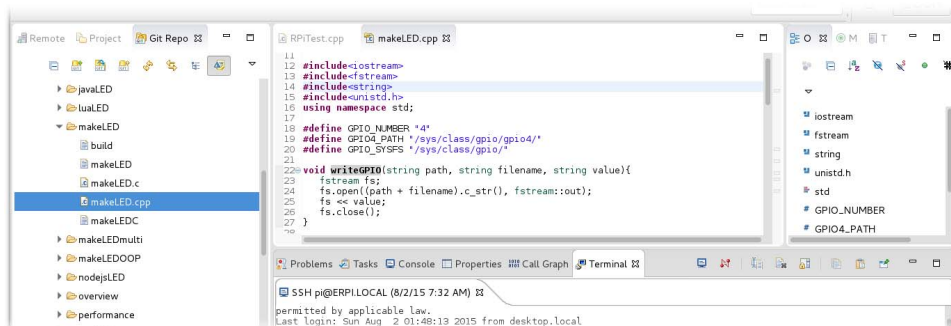 Remote Project Git Repo
javaLED
luaLED
makeLED
build
makeLED
makeLED.c
makeLED.cpp
makeLEDC
makeLEDmulti
makeLEDOOP
nodejsLED
overview
performance
RPiTest.cpp makeLED.cpp
11
12 #include<iostream>
13 #include<fstream>
14 #include<string>
15 #include<unistd.h>
16 using namespace std;
17
18 #define GPIO_NUMBER "4"
19 #define GPIO4_PATH "/sys/class/gpio/gpio4/"
20 #define GPIO_SYSFS "/sys/class/gpio/"
21
22 void writeGPIO(string path, string filename, string value){
23 fstream fs;
24 fs.open((path + filename).c_str(), fstream::out);
25 fs << value;
26 fs.close();
27 }
28
O M T
iostream
fstream
string
unistd.h
std
# GPIO_NUMBER
# GPIO4_PATH
Problems Tasks Console Properties Call Graph Terminal
SSH pi@ERPI.LOCAL (8/2/15 7:32 AM)
permitted by applicable law.
Last login: Sun Aug  2 01:48:13 2015 from desktop.local